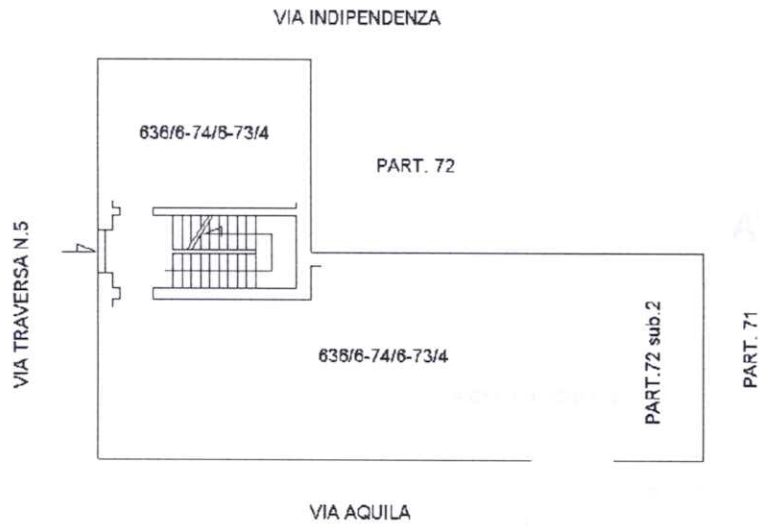 VIA INDIPENDENZA
636/6-74/6-73/4
PART. 72
VIA TRAVERSA N.5
636/6-74/6-73/4
PART.72 sub.2
PART. 71
VIA AQUILA